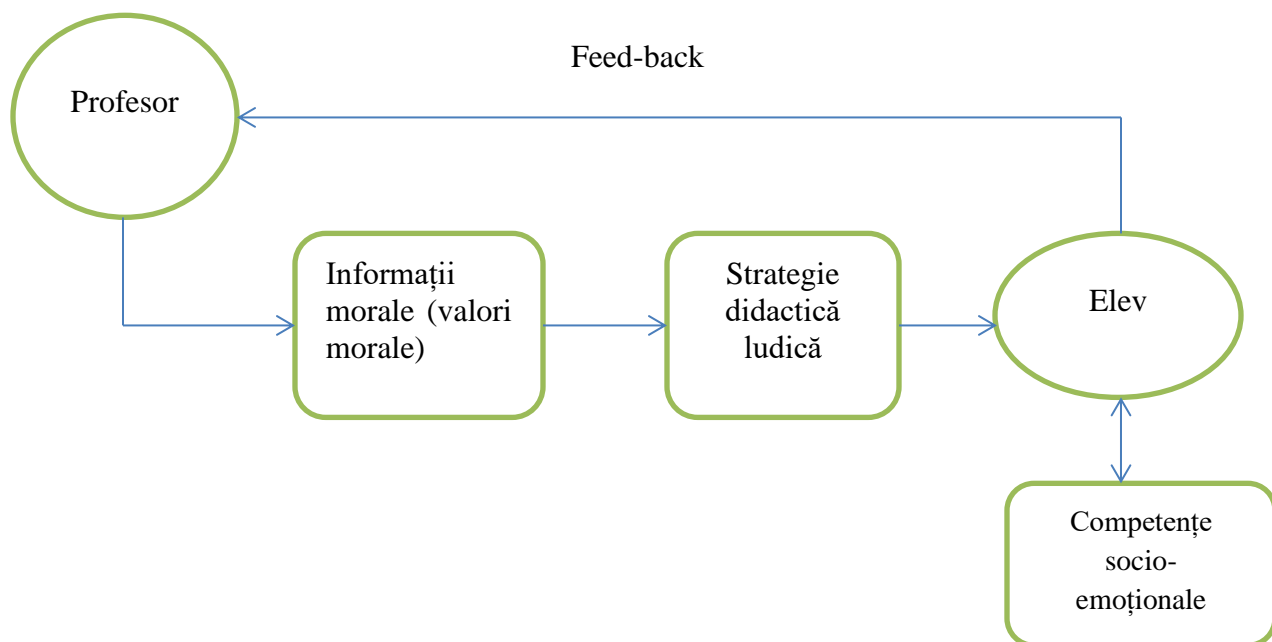 Feed-back
Profesor
Informații
morale (valori
morale)
Strategie
didactică
ludică
Elev
Competențe
socio-
emoționale